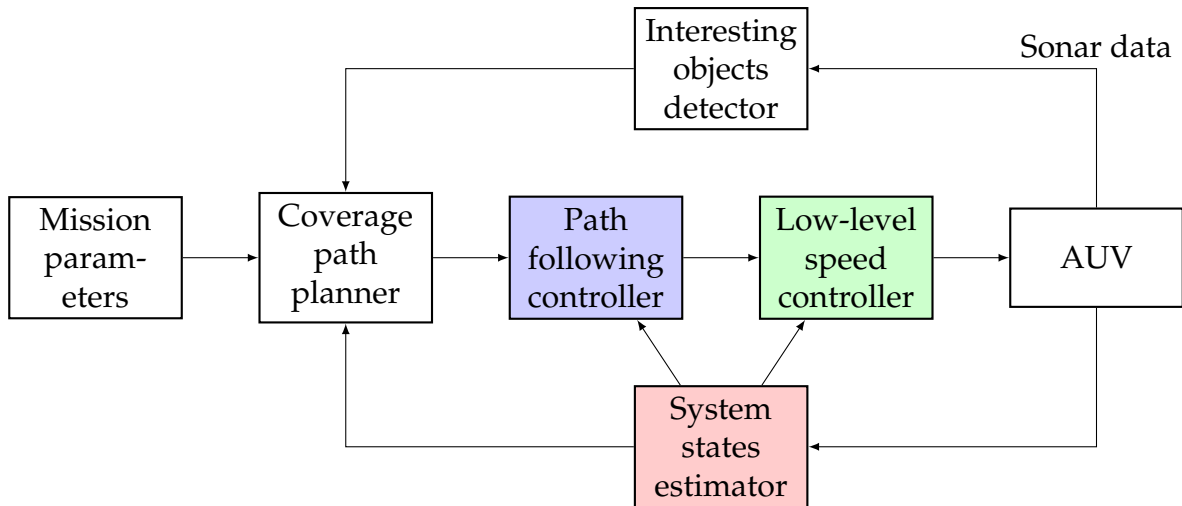 Interesting
objects
detector
Sonar data
Mission
param-
eters
Coverage
path
planner
Path
following
controller
Low-level
speed
controller
AUV
System
states
estimator